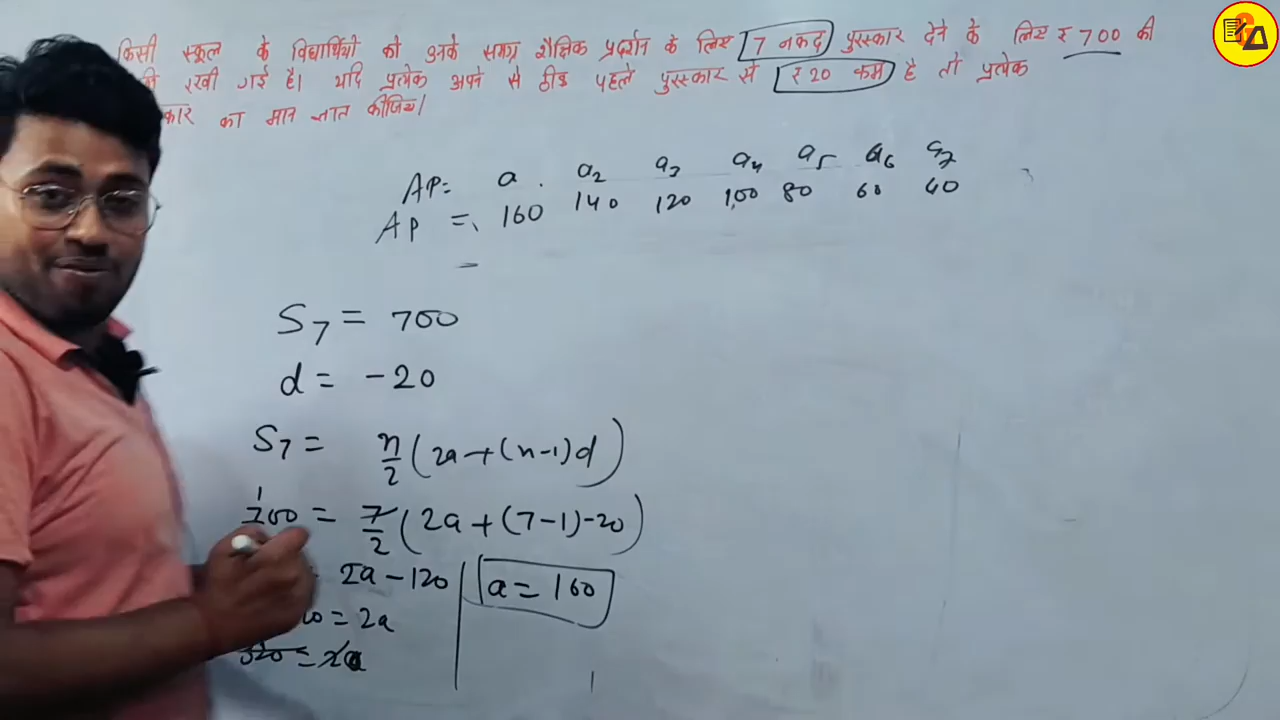 किसी स्कूल के विद्यार्थियों को उनके समग्र शैक्षिक प्रदर्शन के लिए 7 नकद पुरस्कार देने के लिए ₹ 700 की
रखी गई है। यदि प्रत्येक अपने से ठीक पहले पुरस्कार से ₹ 20 कम है तो प्रत्येक
का मान ज्ञात कीजिए।
AP = a a2 a3 a4 a5 a6 a7
AP = 160 140 120 100 80 60 40
S7 = 700
d = -20
S7 = n/2 (2a + (n-1)d)
700 = 7/2 (2a + (7-1)-20)
2a - 120
a = 160
= 2a
320 = 2a